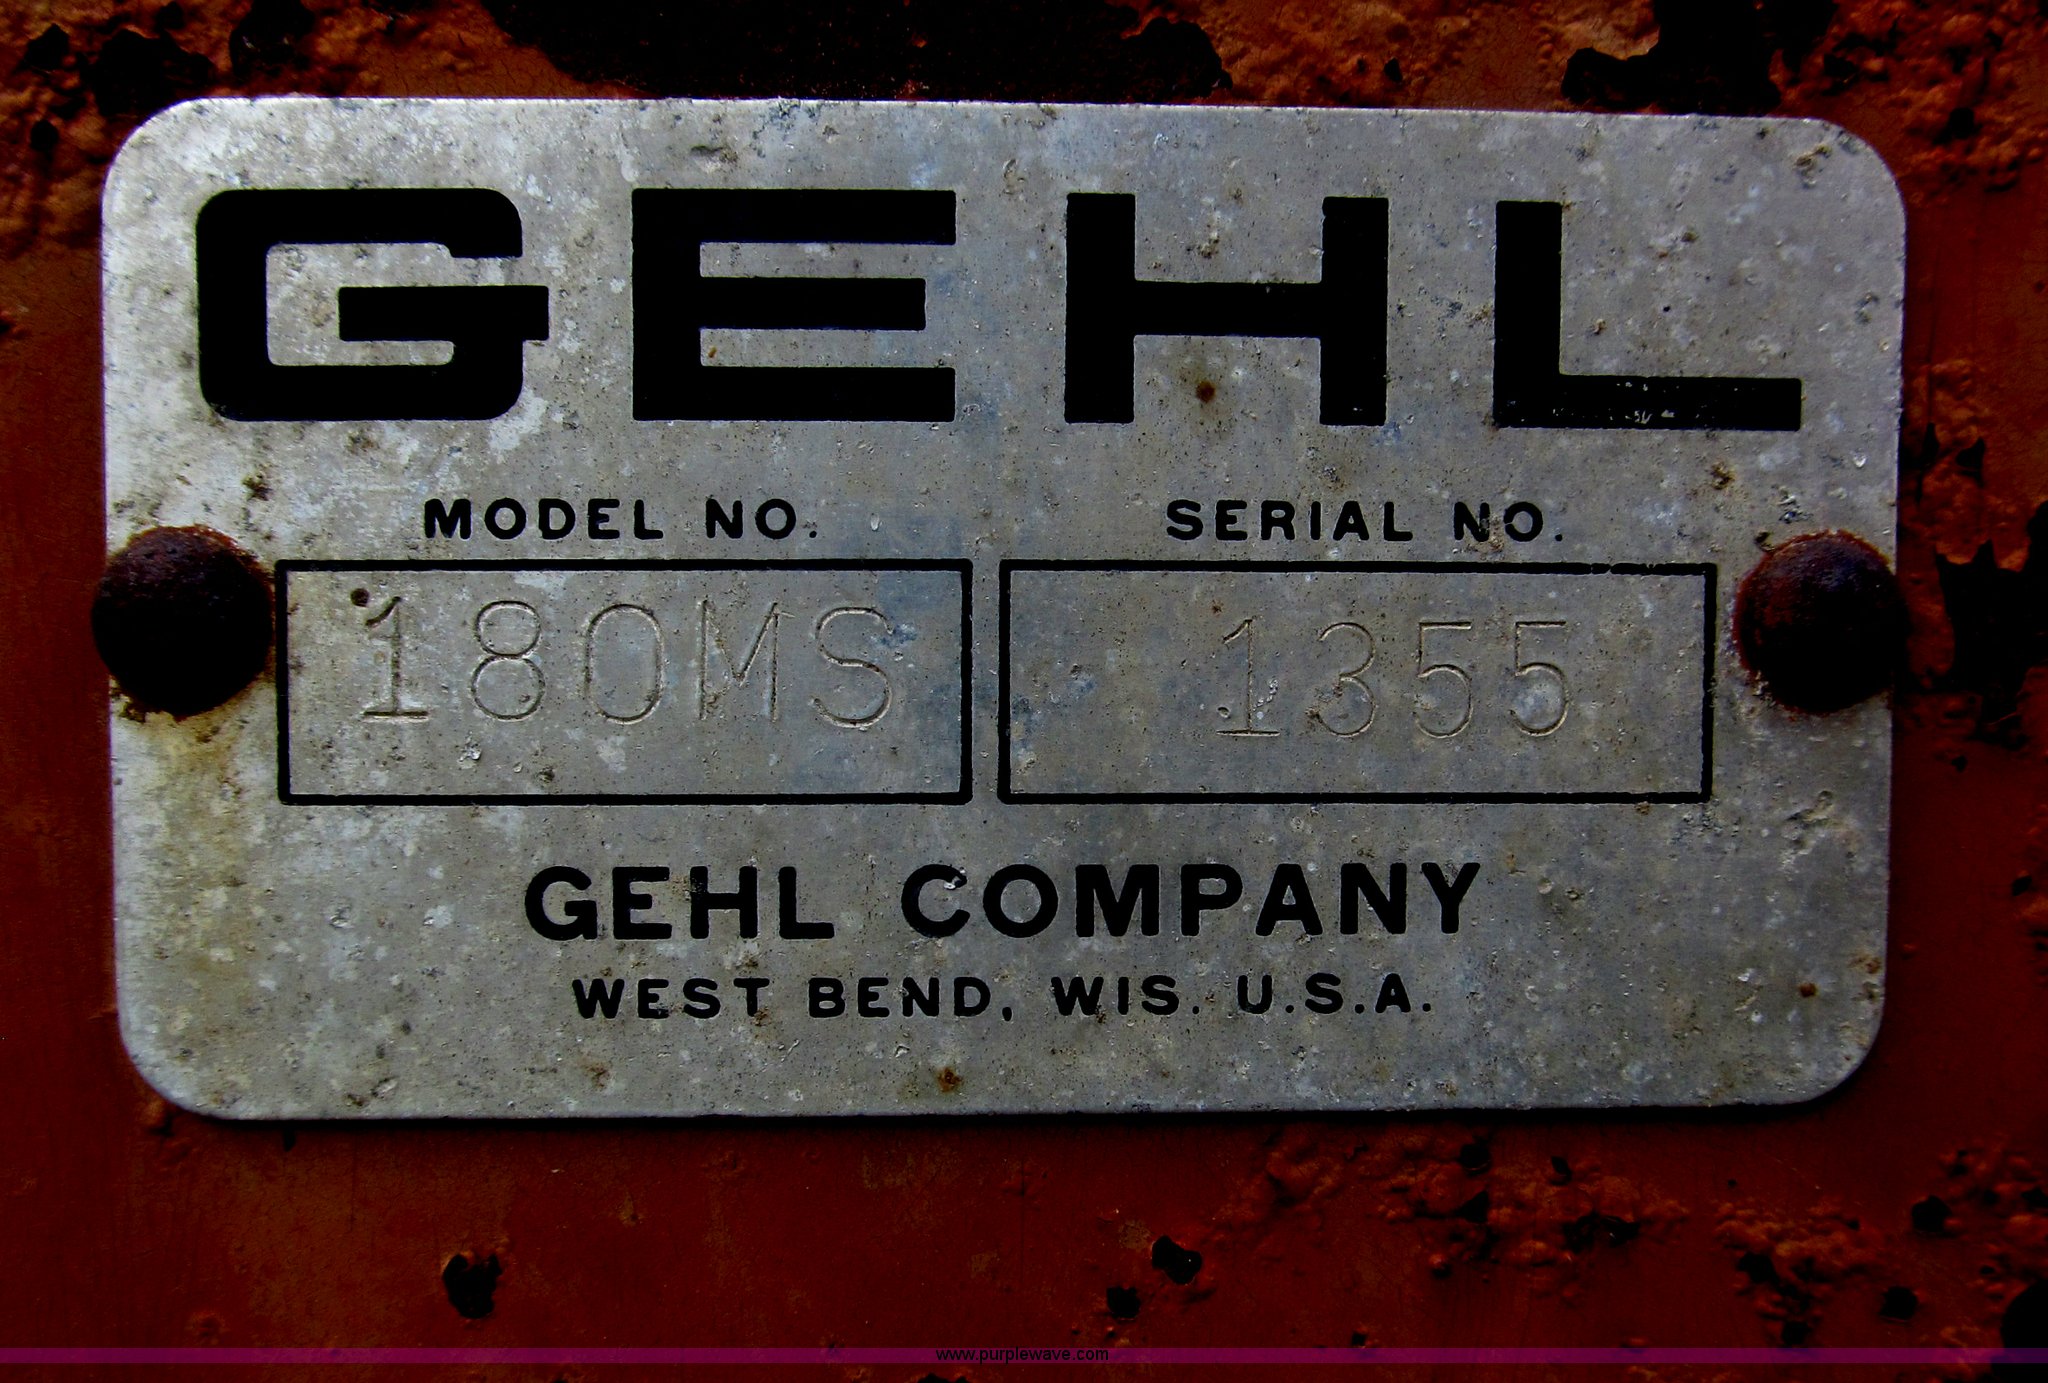 GEHL
MODEL NO. SERIAL NO.
180MS 1355
GEHL COMPANY
WEST BEND, WIS. U.S.A.
www.purplewave.com